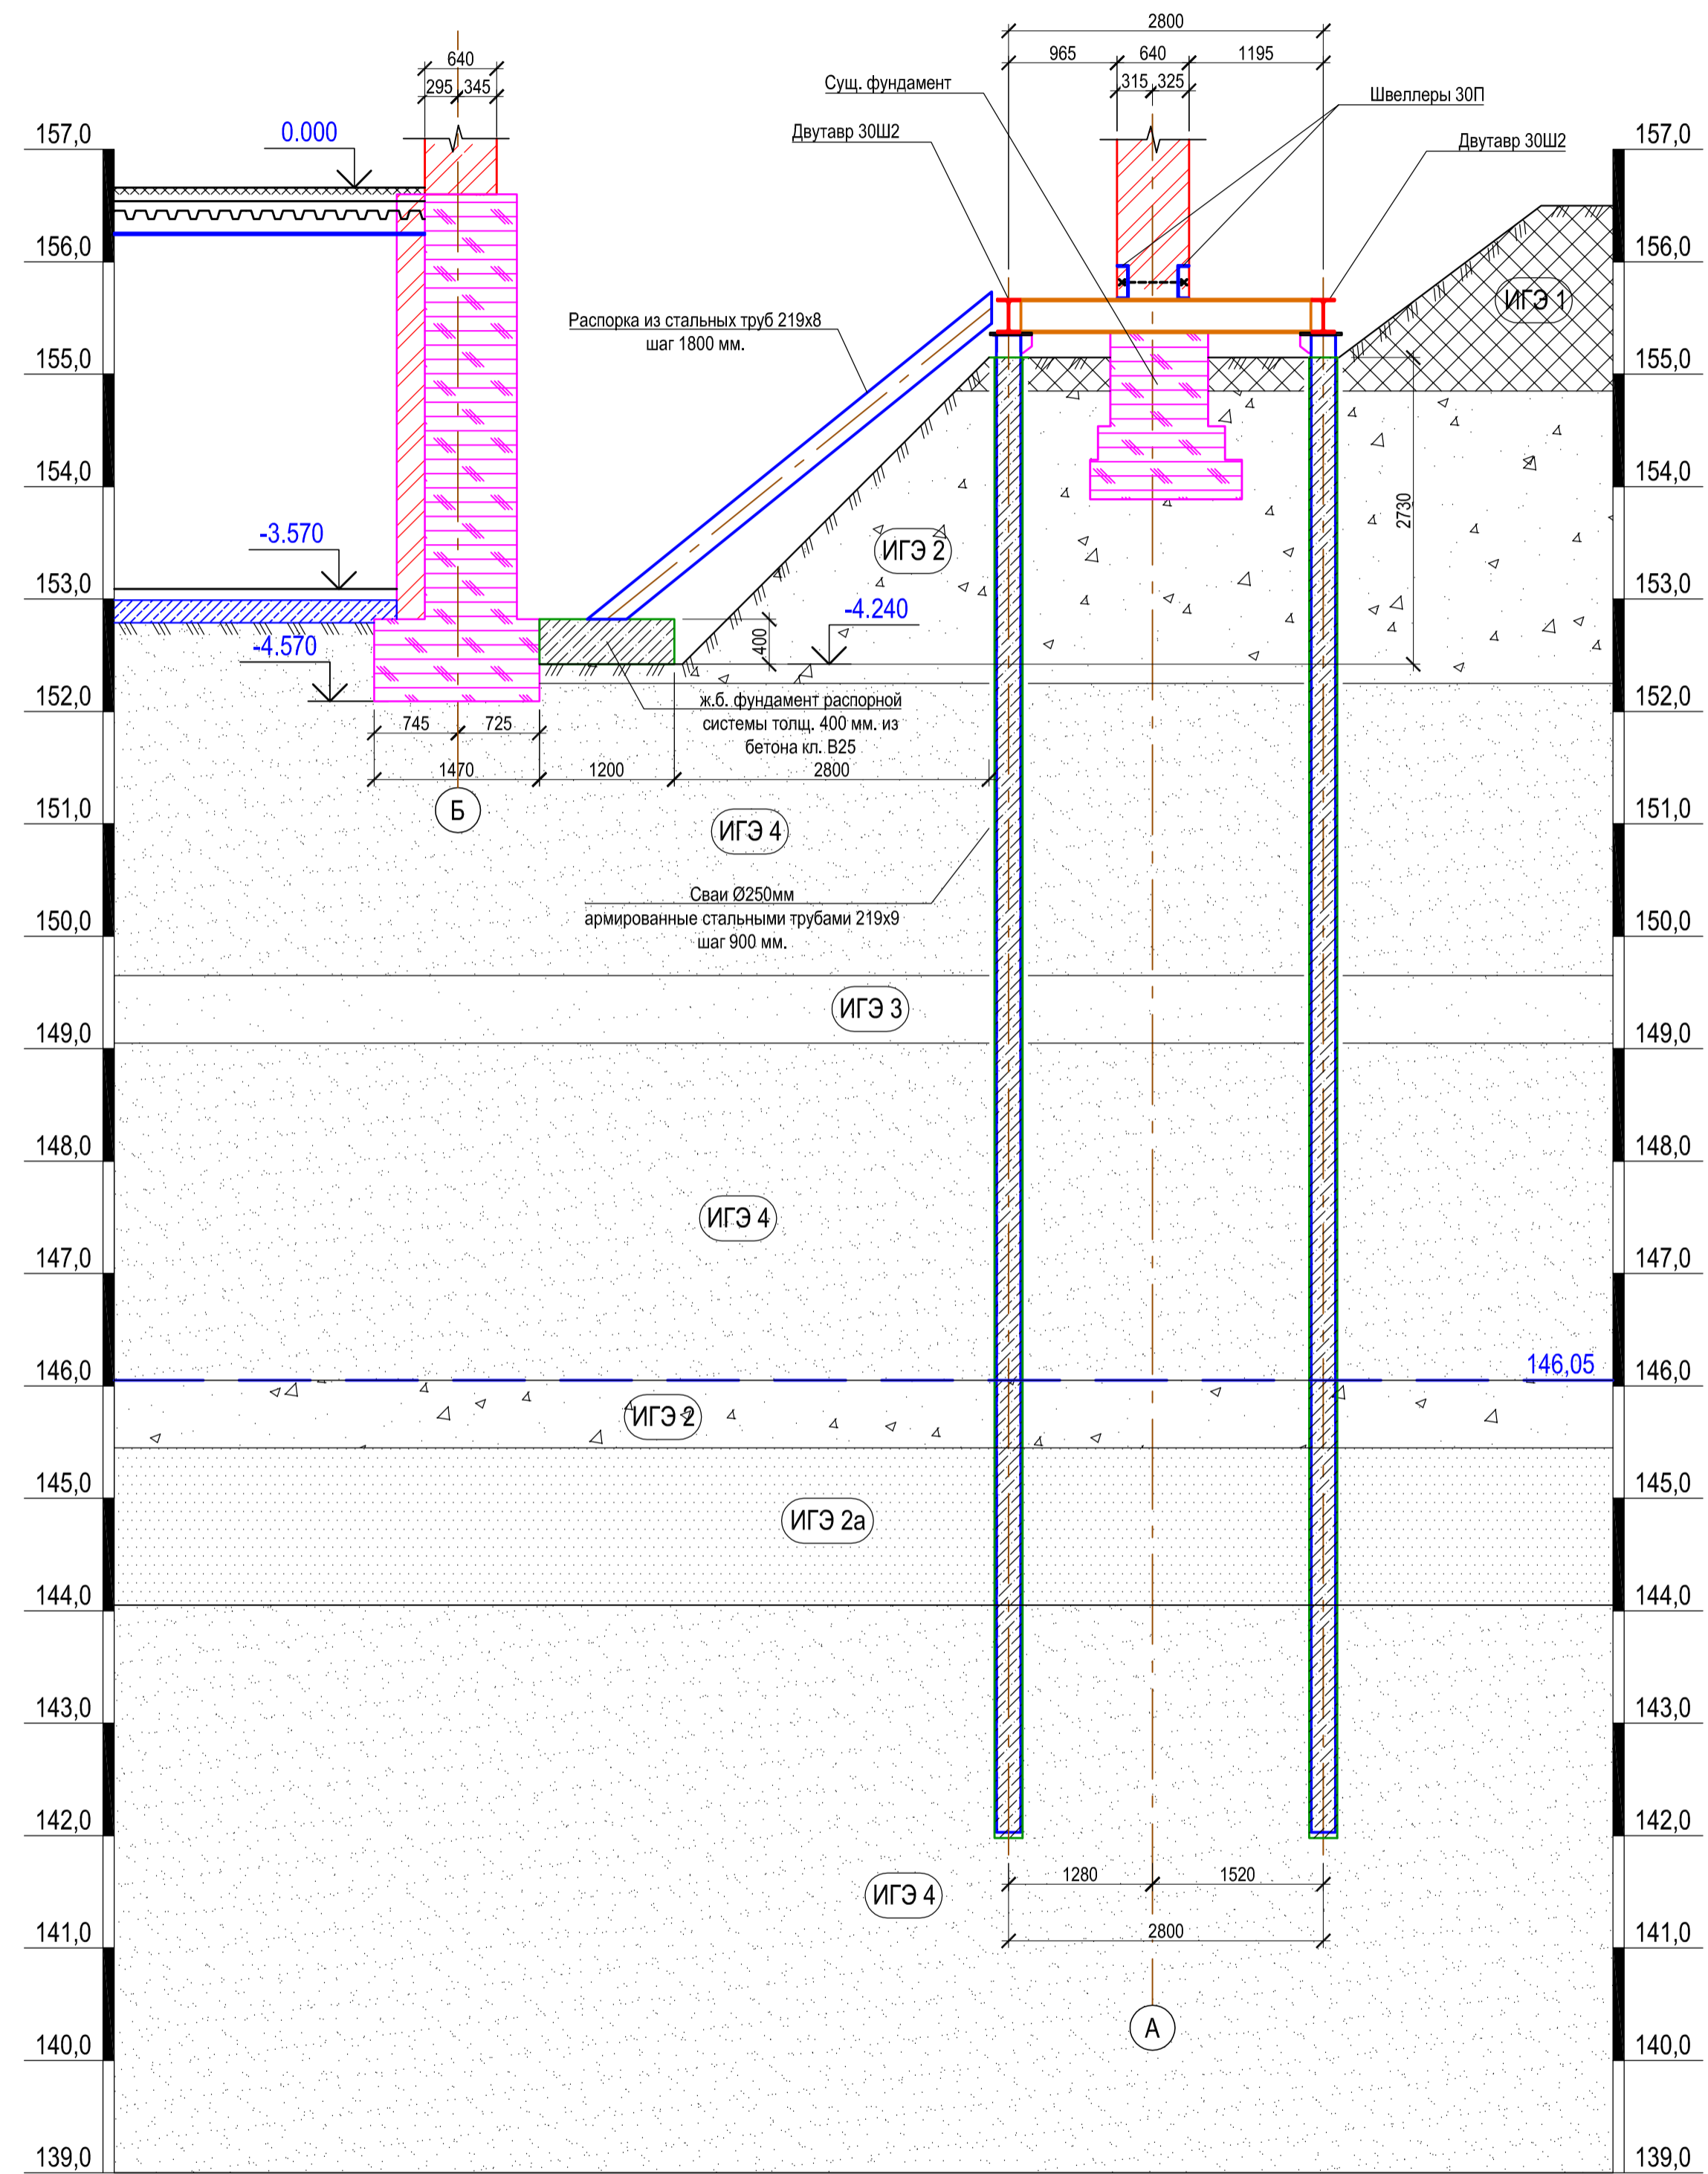 2800
640
965
640
1195
295
345
315
325
Сущ. фундамент
Швеллеры 30П
Двутавр 30Ш2
Двутавр 30Ш2
0.000
157,0
157,0
156,0
156,0
ИГЭ 1
Распорка из стальных труб 219х8
шаг 1800 мм.
155,0
155,0
154,0
154,0
2730
-3.570
ИГЭ 2
153,0
153,0
-4.240
400
-4.570
152,0
152,0
ж.б. фундамент распорной
системы толщ. 400 мм. из
бетона кл. В25
745
725
1470
1200
2800
Б
151,0
151,0
ИГЭ 4
Сваи Ø250мм
армированные стальными трубами 219х9
шаг 900 мм.
150,0
150,0
ИГЭ 3
149,0
149,0
148,0
148,0
ИГЭ 4
147,0
147,0
146,05
146,0
146,0
ИГЭ 2
145,0
145,0
ИГЭ 2а
144,0
144,0
143,0
143,0
142,0
142,0
1280
1520
ИГЭ 4
2800
141,0
141,0
А
140,0
140,0
139,0
139,0